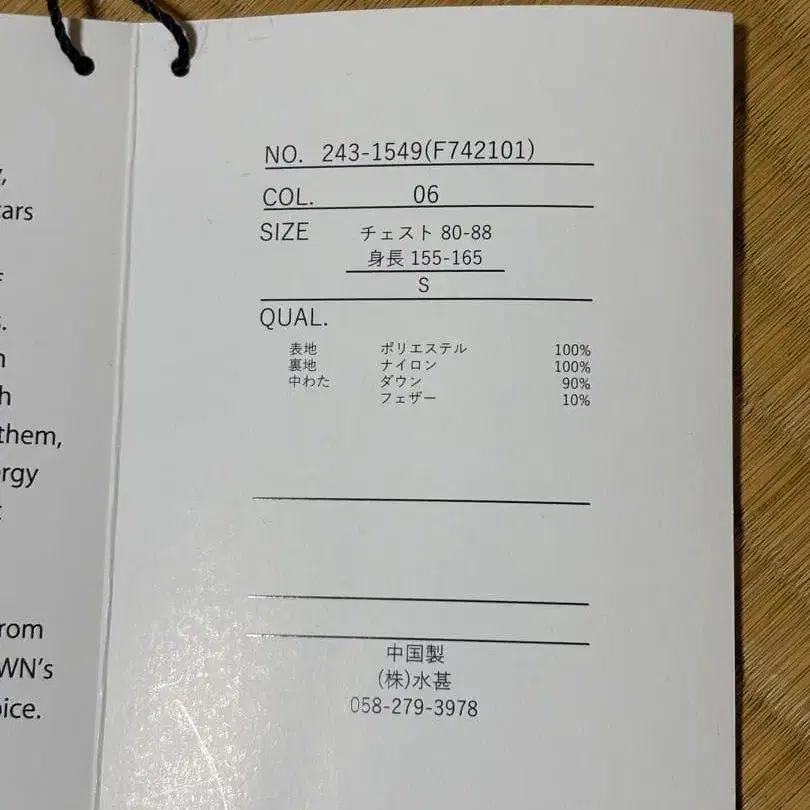 ars
them,
rgy
rom
WN's
ice.
NO. 243-1549(F742101)
COL. 06
SIZE チェスト 80-88
身長 155-165
S
QUAL.
表地 ポリエステル 100%
裏地 ナイロン 100%
中わた ダウン 90%
フェザー 10%
中国製
(株)水甚
058-279-3978